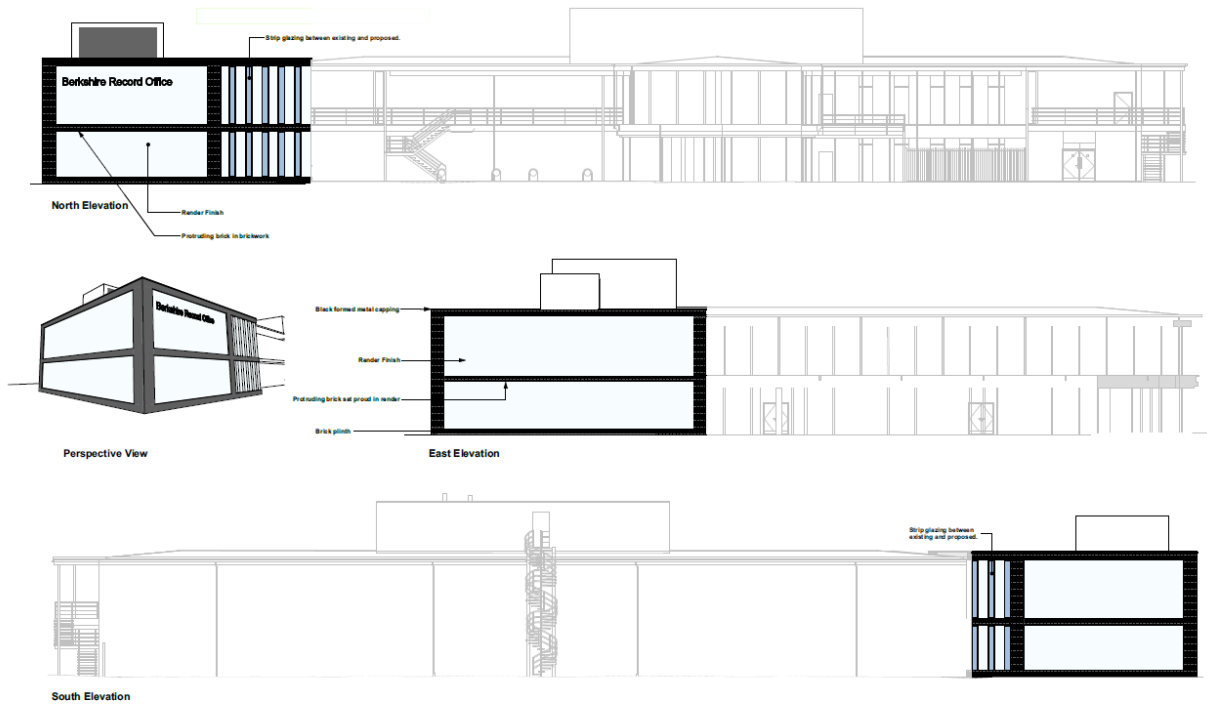 Strip glazing between existing and proposed.
Berkshire Record Office
North Elevation
Render Finish
Protruding brick in brickwork
Berkshire Record Office
Perspective View
Black formed metal capping
Render Finish
Protruding brick sat proud in render
Brick plinth
East Elevation
Strip glazing between
existing and proposed.
South Elevation